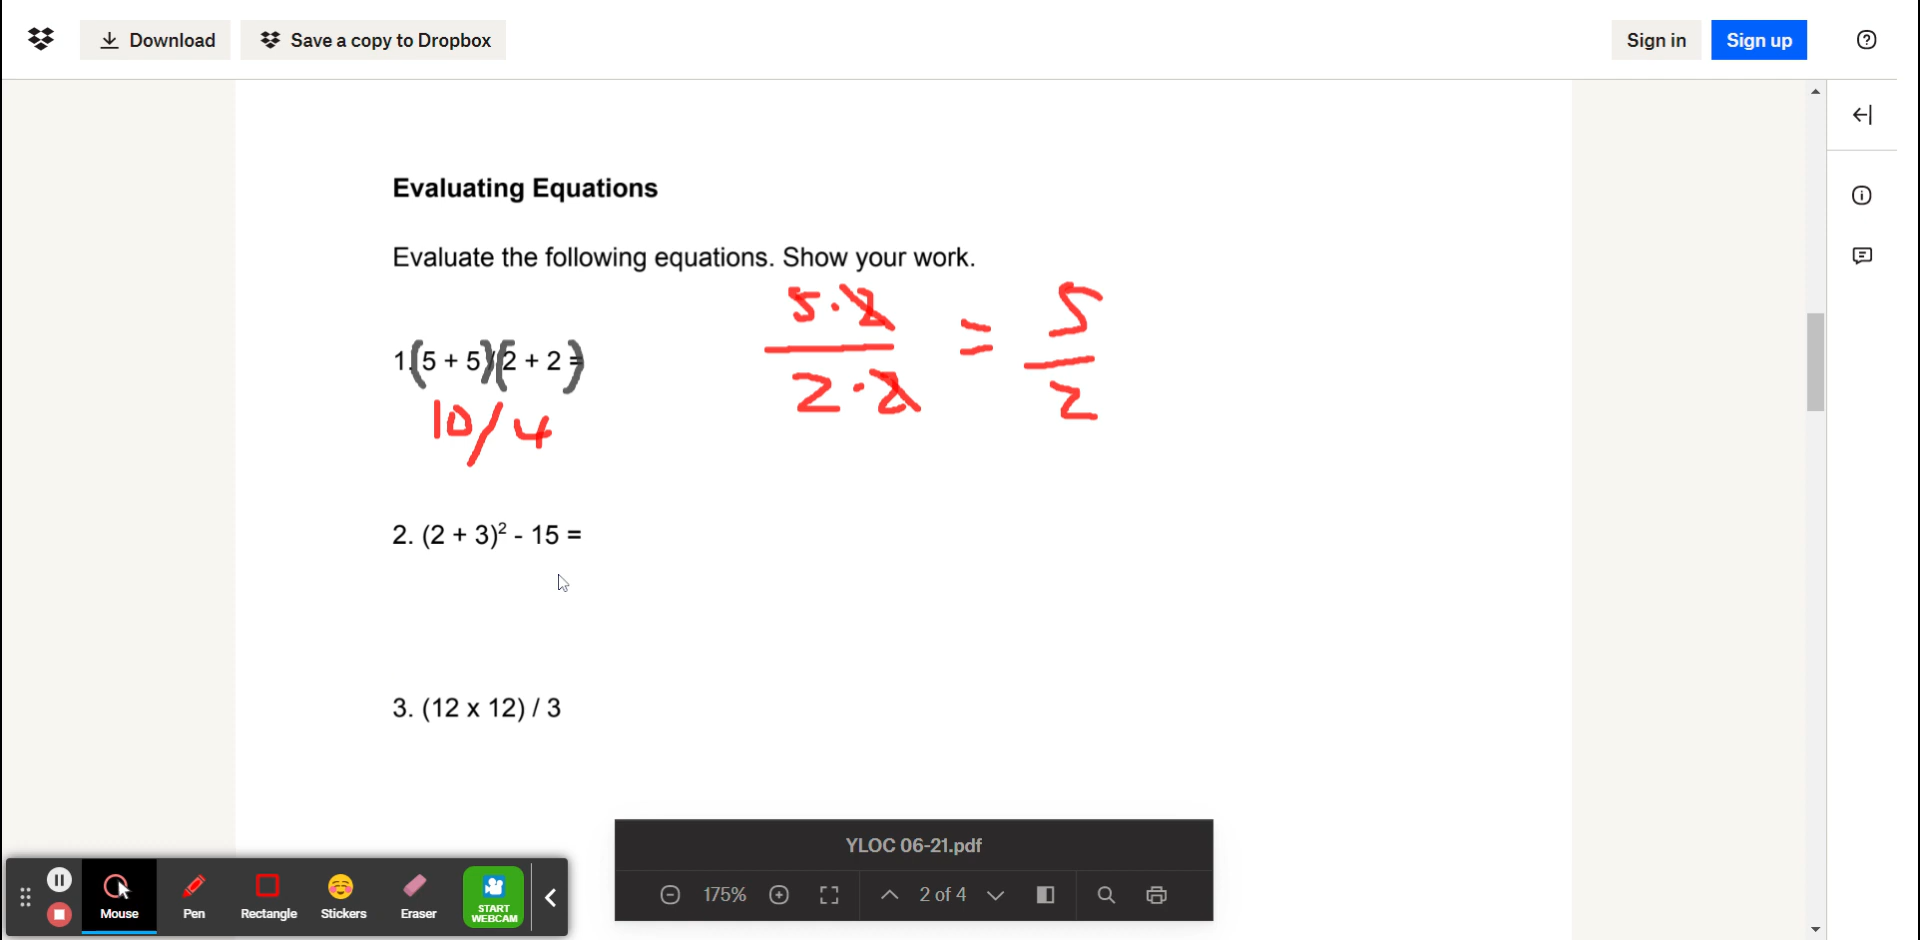 Download
Save a copy to Dropbox
Sign in
Sign up
Evaluating Equations
Evaluate the following equations. Show your work.
5·2
2·2
=
5
2
1.(5 + 5)/(2 + 2 =)
10/4
2. (2 + 3)² - 15 =
3. (12 x 12) / 3
YLOC 06-21.pdf
175%
2 of 4
Mouse
Pen
Rectangle
Stickers
Eraser
START
WEBCAM